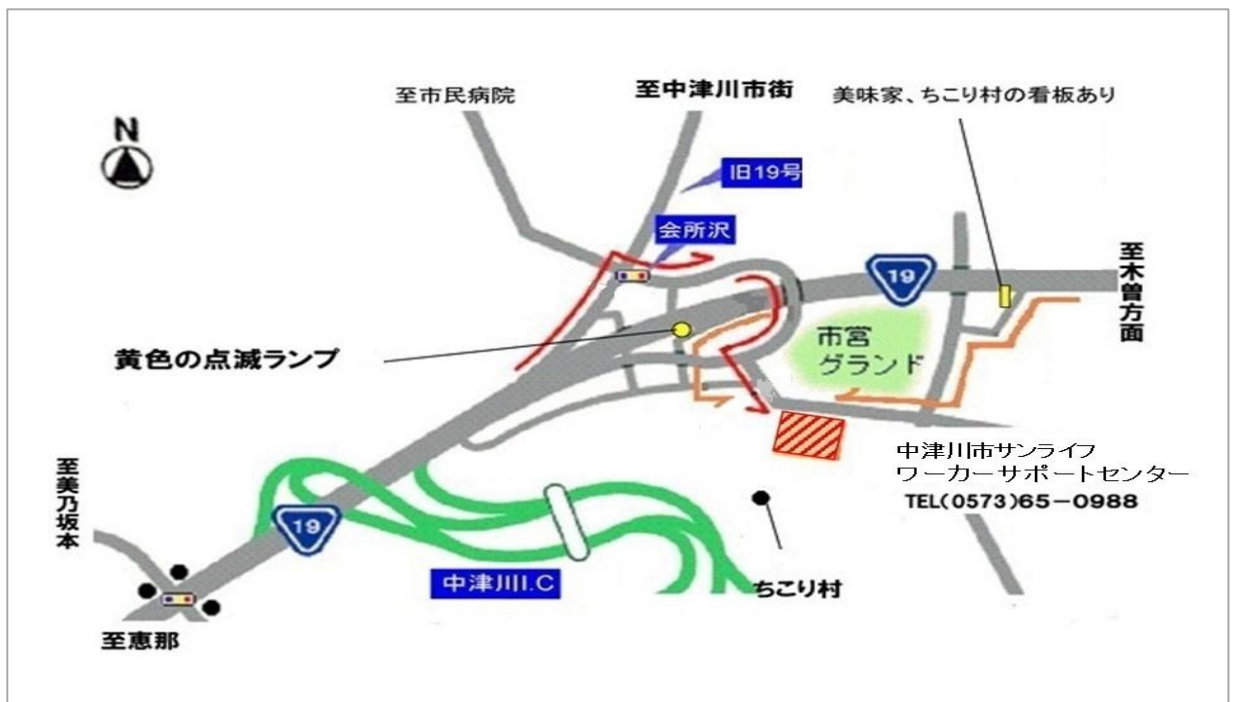 至市民病院
至中津川市街
美味家、ちこり村の看板あり
N
旧19号
会所沢
19
至木曽方面
市営
グランド
黄色の点滅ランプ
中津川市サンライフ
ワーカーサポートセンター
TEL(0573)65-0988
至美乃坂本
19
中津川I.C
ちこり村
至恵那